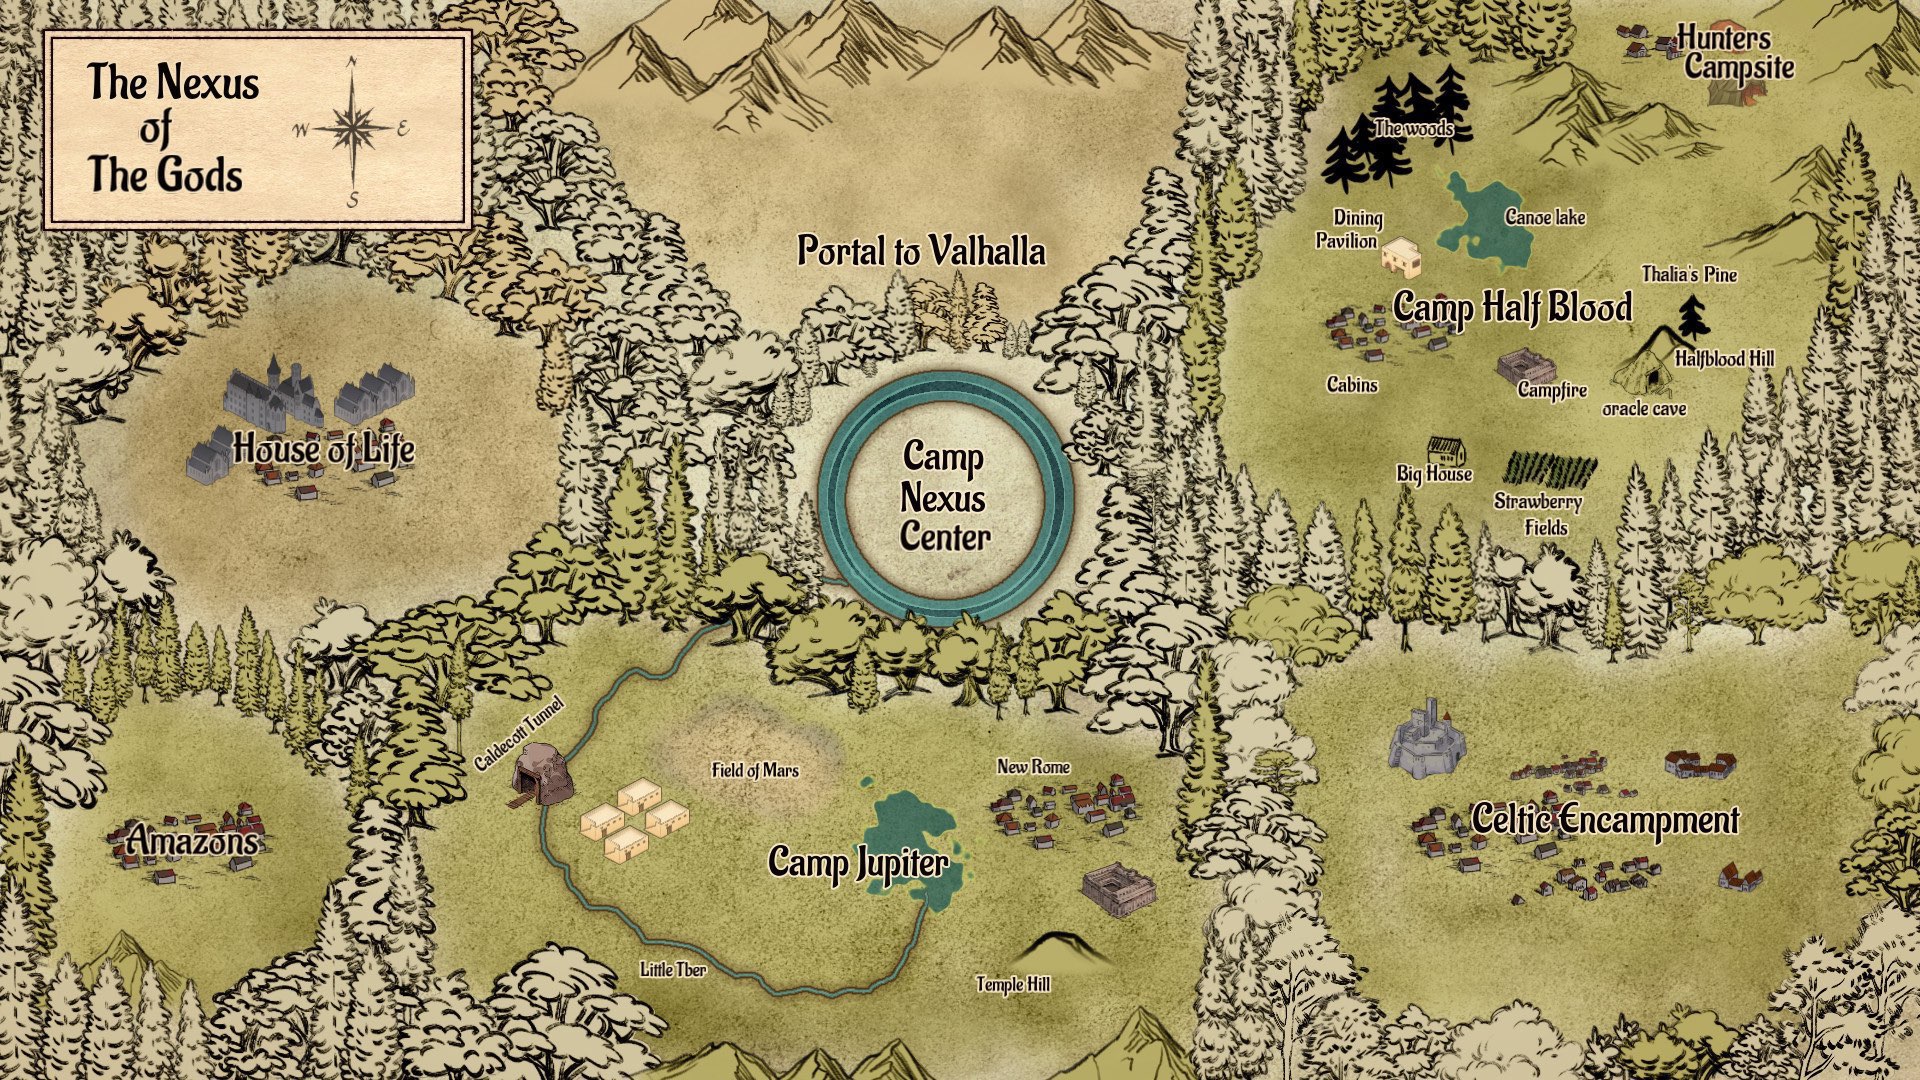 The Nexus
of
The Gods
N
W
E
S
Hunters
Campsite
The woods
Dining
Pavilion
Canoe lake
Portal to Valhalla
Thalia's Pine
Camp Half Blood
Halfblood Hill
Cabins
Campfire
oracle cave
House of Life
Camp
Nexus
Center
Big House
Strawberry
Fields
Caldecott Tunnel
Field of Mars
New Rome
Amazons
Camp Jupiter
Celtic Encampment
Little Tber
Temple Hill